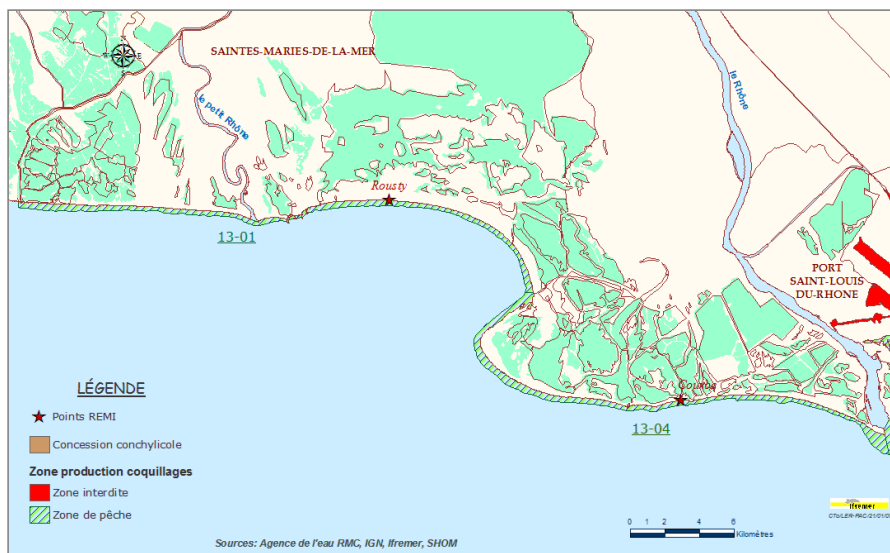 SAINTES-MARIES-DE-LA-MER
le petit Rhône
le Rhône
Rousty
13-01
PORT
SAINT-LOUIS
DU-RHONE
13-04
LÉGENDE
Points REMI
Concession conchylicole
Zone production coquillages
Zone interdite
Zone de pêche
Sources: Agence de l'eau RMC, IGN, Ifremer, SHOM
0 2 4 6
Kilomètres
Ifremer